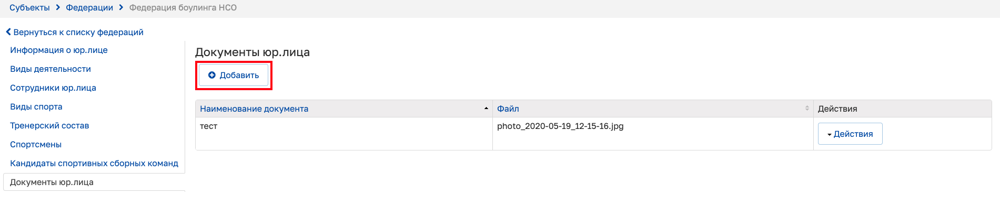 Субъекты Федерации Федерация боулинга НСО
Вернуться к списку федераций
Информация о юр.лице
Виды деятельности
Сотрудники юр.лица
Виды спорта
Тренерский состав
Спортсмены
Кандидаты спортивных сборных команд
Документы юр.лица
Документы юр.лица
Добавить
Наименование документа Файл Действия
тест photo_2020-05-19_12-15-16.jpg Действия